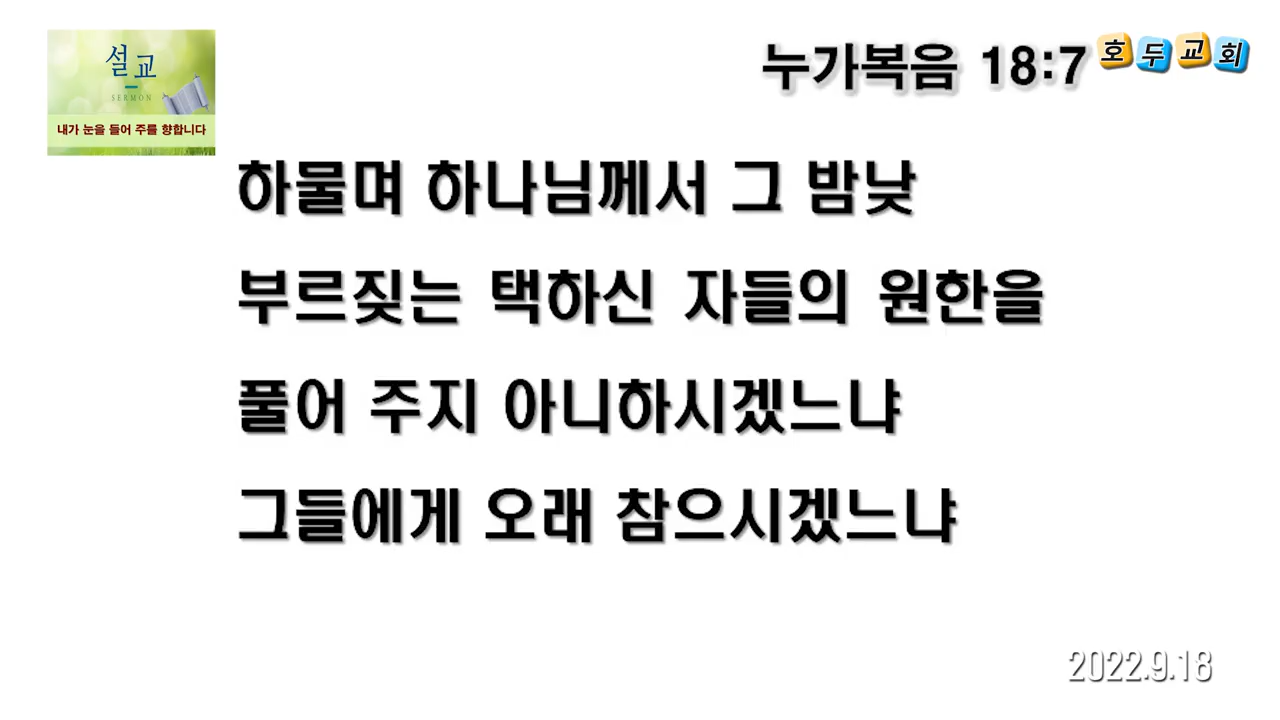 설교
SERMON
내가 눈을 들어 주를 향합니다
누가복음 18:7
호두교회
하물며 하나님께서 그 밤낮
부르짖는 택하신 자들의 원한을
풀어 주지 아니하시겠느냐
그들에게 오래 참으시겠느냐
2022.9.18